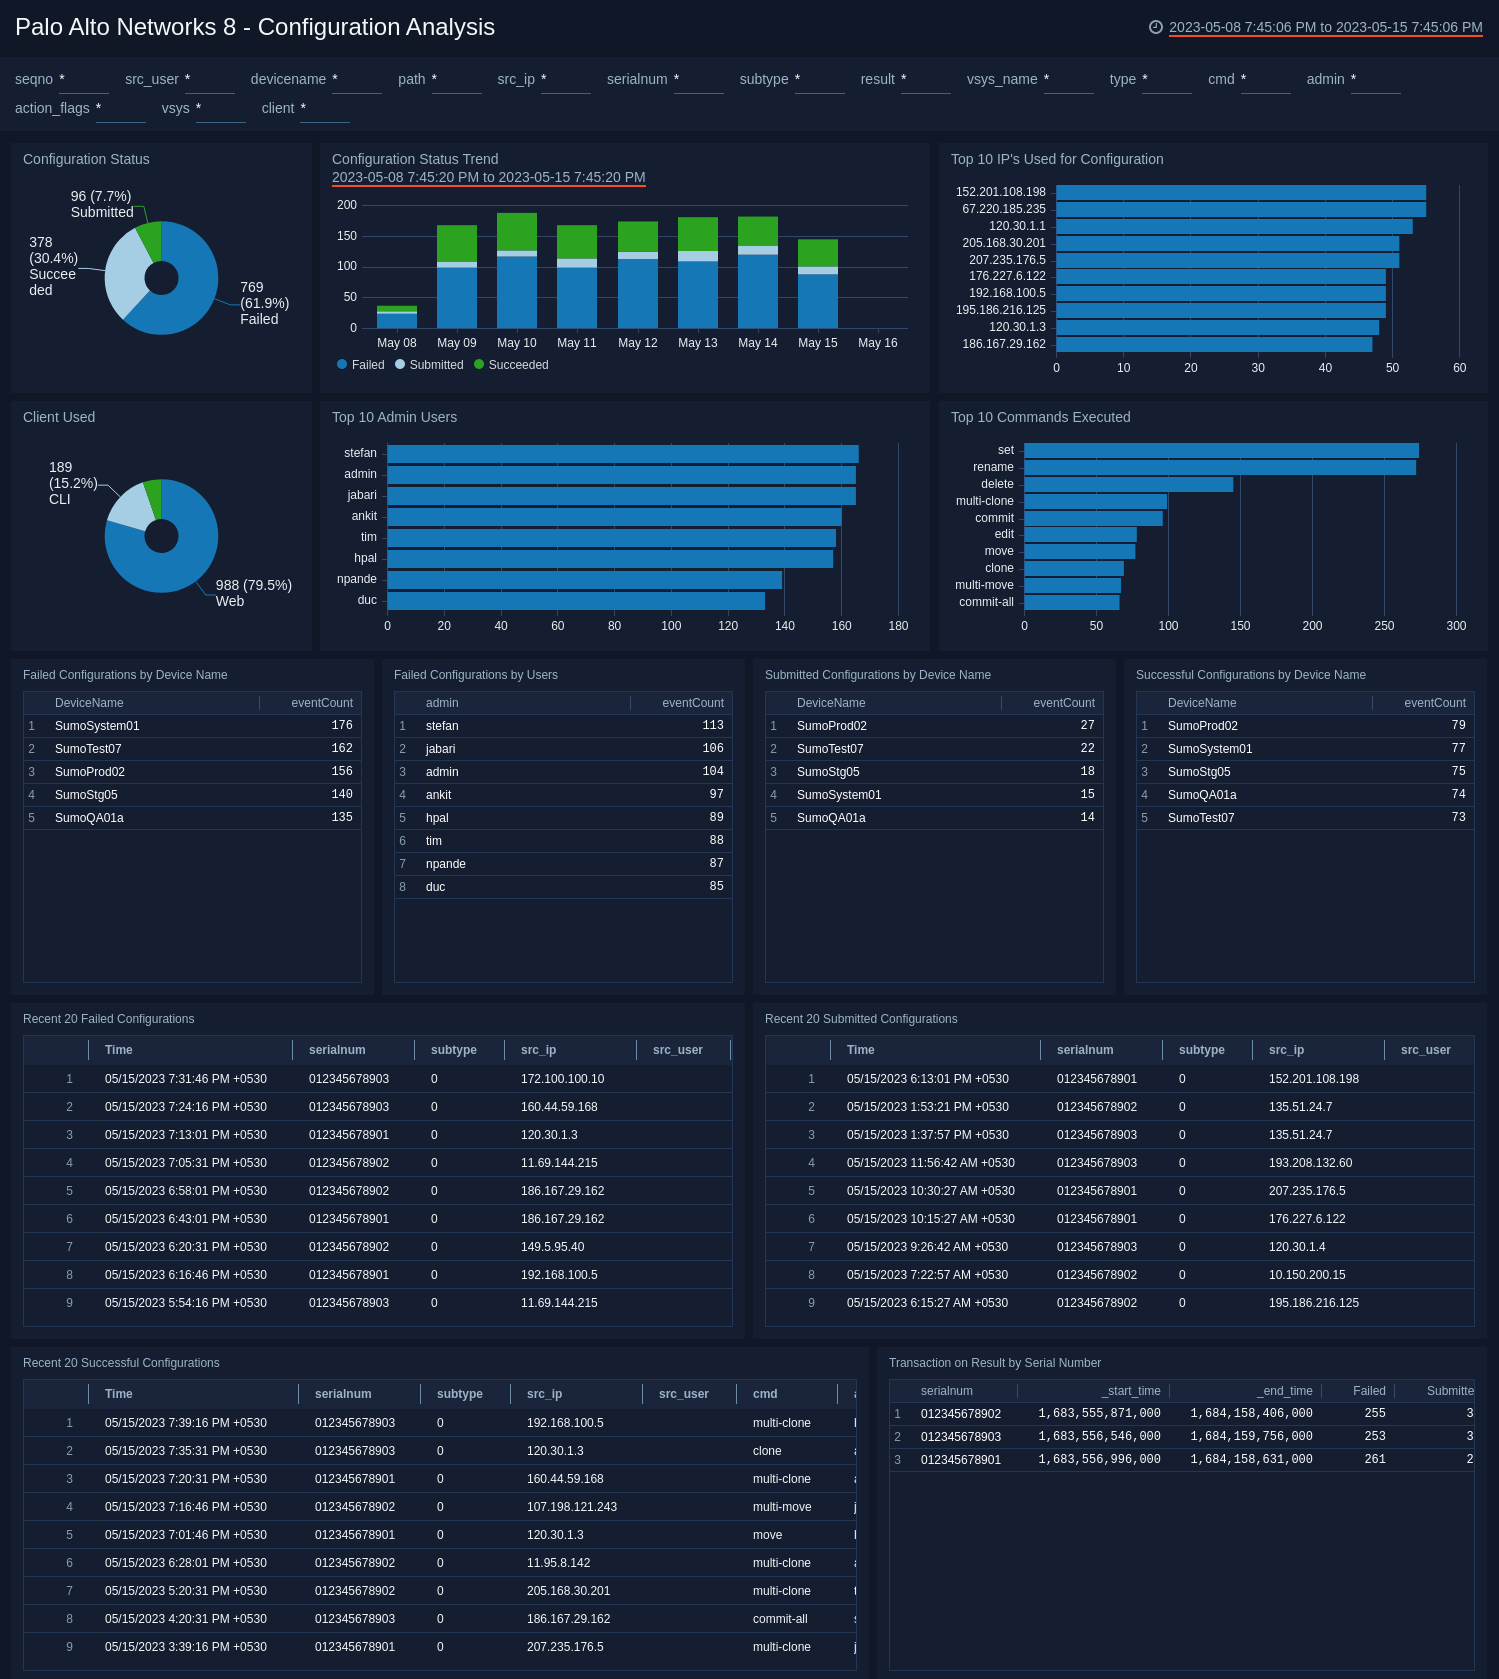 Palo Alto Networks 8 - Configuration Analysis
2023-05-08 7:45:06 PM to 2023-05-15 7:45:06 PM
seqno * src_user * devicename * path * src_ip * serialnum * subtype * result * vsys_name * type * cmd * admin *
action_flags * vsys * client *
Configuration Status
96 (7.7%)
Submitted
378
(30.4%)
Succee
ded
769
(61.9%)
Failed
Configuration Status Trend
2023-05-08 7:45:20 PM to 2023-05-15 7:45:20 PM
200
150
100
50
0
May 08 May 09 May 10 May 11 May 12 May 13 May 14 May 15 May 16
Failed Submitted Succeeded
Top 10 IP's Used for Configuration
152.201.108.198
67.220.185.235
120.30.1.1
205.168.30.201
207.235.176.5
176.227.6.122
192.168.100.5
195.186.216.125
120.30.1.3
186.167.29.162
0 10 20 30 40 50 60
Client Used
189
(15.2%)
CLI
988 (79.5%)
Web
Top 10 Admin Users
stefan
admin
jabari
ankit
tim
hpal
npande
duc
0 20 40 60 80 100 120 140 160 180
Top 10 Commands Executed
set
rename
delete
multi-clone
commit
edit
move
clone
multi-move
commit-all
0 50 100 150 200 250 300
Failed Configurations by Device Name
DeviceName eventCount
1 SumoSystem01 176
2 SumoTest07 162
3 SumoProd02 156
4 SumoStg05 140
5 SumoQA01a 135
Failed Configurations by Users
admin eventCount
1 stefan 113
2 jabari 106
3 admin 104
4 ankit 97
5 hpal 89
6 tim 88
7 npande 87
8 duc 85
Submitted Configurations by Device Name
DeviceName eventCount
1 SumoProd02 27
2 SumoTest07 22
3 SumoStg05 18
4 SumoSystem01 15
5 SumoQA01a 14
Successful Configurations by Device Name
DeviceName eventCount
1 SumoProd02 79
2 SumoSystem01 77
3 SumoStg05 75
4 SumoQA01a 74
5 SumoTest07 73
Recent 20 Failed Configurations
Time serialnum subtype src_ip src_user
1 05/15/2023 7:31:46 PM +0530 012345678903 0 172.100.100.10
2 05/15/2023 7:24:16 PM +0530 012345678903 0 160.44.59.168
3 05/15/2023 7:13:01 PM +0530 012345678901 0 120.30.1.3
4 05/15/2023 7:05:31 PM +0530 012345678902 0 11.69.144.215
5 05/15/2023 6:58:01 PM +0530 012345678902 0 186.167.29.162
6 05/15/2023 6:43:01 PM +0530 012345678901 0 186.167.29.162
7 05/15/2023 6:20:31 PM +0530 012345678902 0 149.5.95.40
8 05/15/2023 6:16:46 PM +0530 012345678901 0 192.168.100.5
9 05/15/2023 5:54:16 PM +0530 012345678903 0 11.69.144.215
Recent 20 Submitted Configurations
Time serialnum subtype src_ip src_user
1 05/15/2023 6:13:01 PM +0530 012345678901 0 152.201.108.198
2 05/15/2023 1:53:21 PM +0530 012345678902 0 135.51.24.7
3 05/15/2023 1:37:57 PM +0530 012345678903 0 135.51.24.7
4 05/15/2023 11:56:42 AM +0530 012345678903 0 193.208.132.60
5 05/15/2023 10:30:27 AM +0530 012345678901 0 207.235.176.5
6 05/15/2023 10:15:27 AM +0530 012345678901 0 176.227.6.122
7 05/15/2023 9:26:42 AM +0530 012345678903 0 120.30.1.4
8 05/15/2023 7:22:57 AM +0530 012345678902 0 10.150.200.15
9 05/15/2023 6:15:27 AM +0530 012345678902 0 195.186.216.125
Recent 20 Successful Configurations
Time serialnum subtype src_ip src_user cmd
1 05/15/2023 7:39:16 PM +0530 012345678903 0 192.168.100.5 multi-clone
2 05/15/2023 7:35:31 PM +0530 012345678903 0 120.30.1.3 clone
3 05/15/2023 7:20:31 PM +0530 012345678901 0 160.44.59.168 multi-clone
4 05/15/2023 7:16:46 PM +0530 012345678902 0 107.198.121.243 multi-move
5 05/15/2023 7:01:46 PM +0530 012345678901 0 120.30.1.3 move
6 05/15/2023 6:28:01 PM +0530 012345678902 0 11.95.8.142 multi-clone
7 05/15/2023 5:20:31 PM +0530 012345678902 0 205.168.30.201 multi-clone
8 05/15/2023 4:20:31 PM +0530 012345678903 0 186.167.29.162 commit-all
9 05/15/2023 3:39:16 PM +0530 012345678901 0 207.235.176.5 multi-clone
Transaction on Result by Serial Number
serialnum _start_time _end_time Failed Submitte
1 012345678902 1,683,555,871,000 1,684,158,406,000 255 3
2 012345678903 1,683,556,546,000 1,684,159,756,000 253 3
3 012345678901 1,683,556,996,000 1,684,158,631,000 261 2